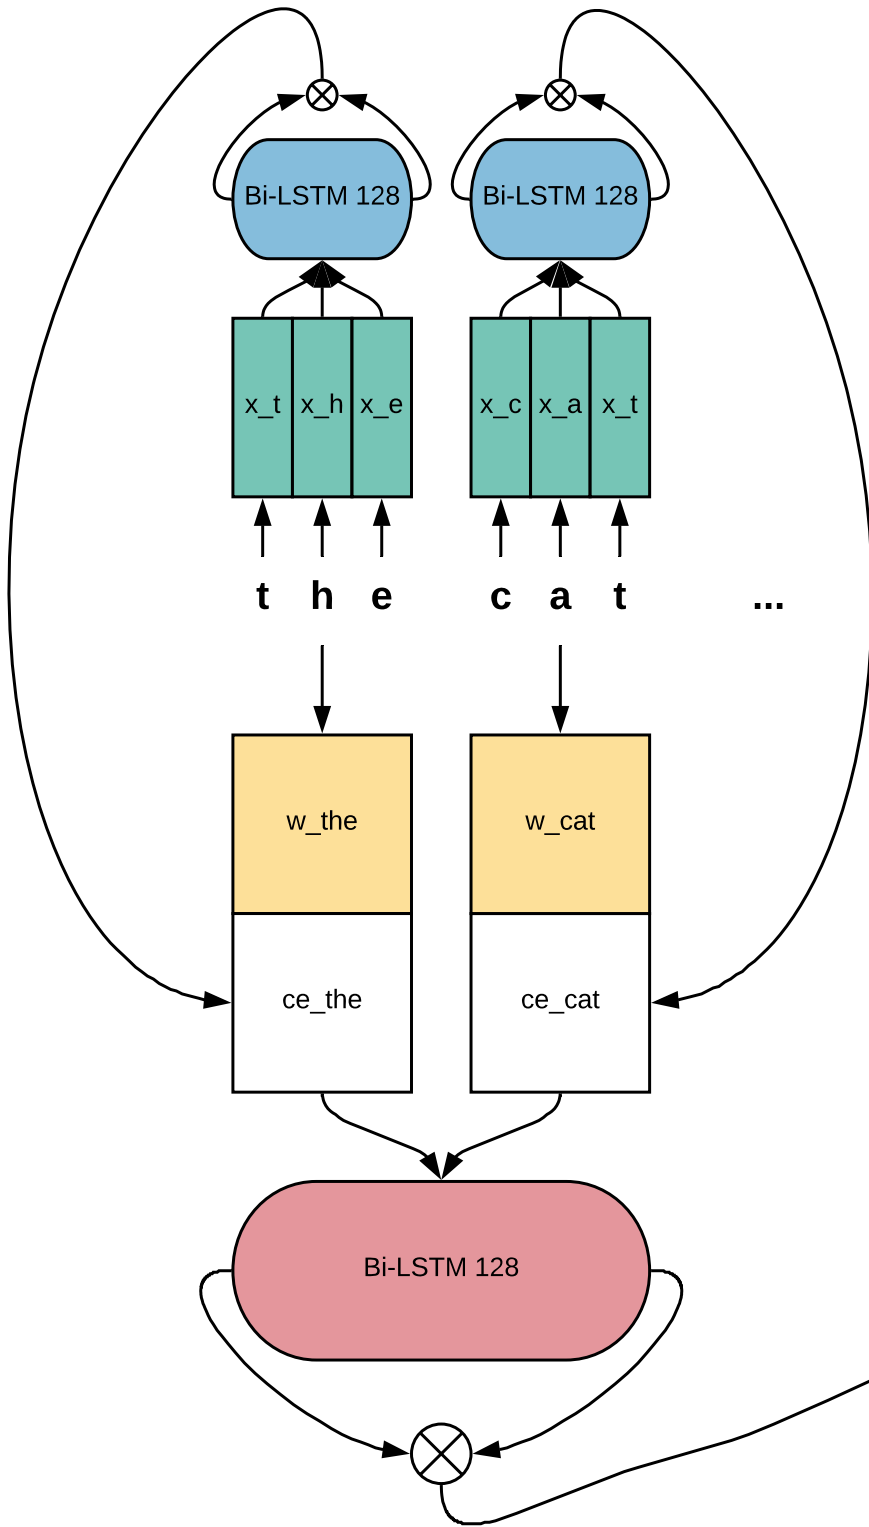 Bi-LSTM 128 Bi-LSTM 128
x_t x_h x_e x_c x_a x_t
t h e c a t ...
w_the w_cat
ce_the ce_cat
Bi-LSTM 128